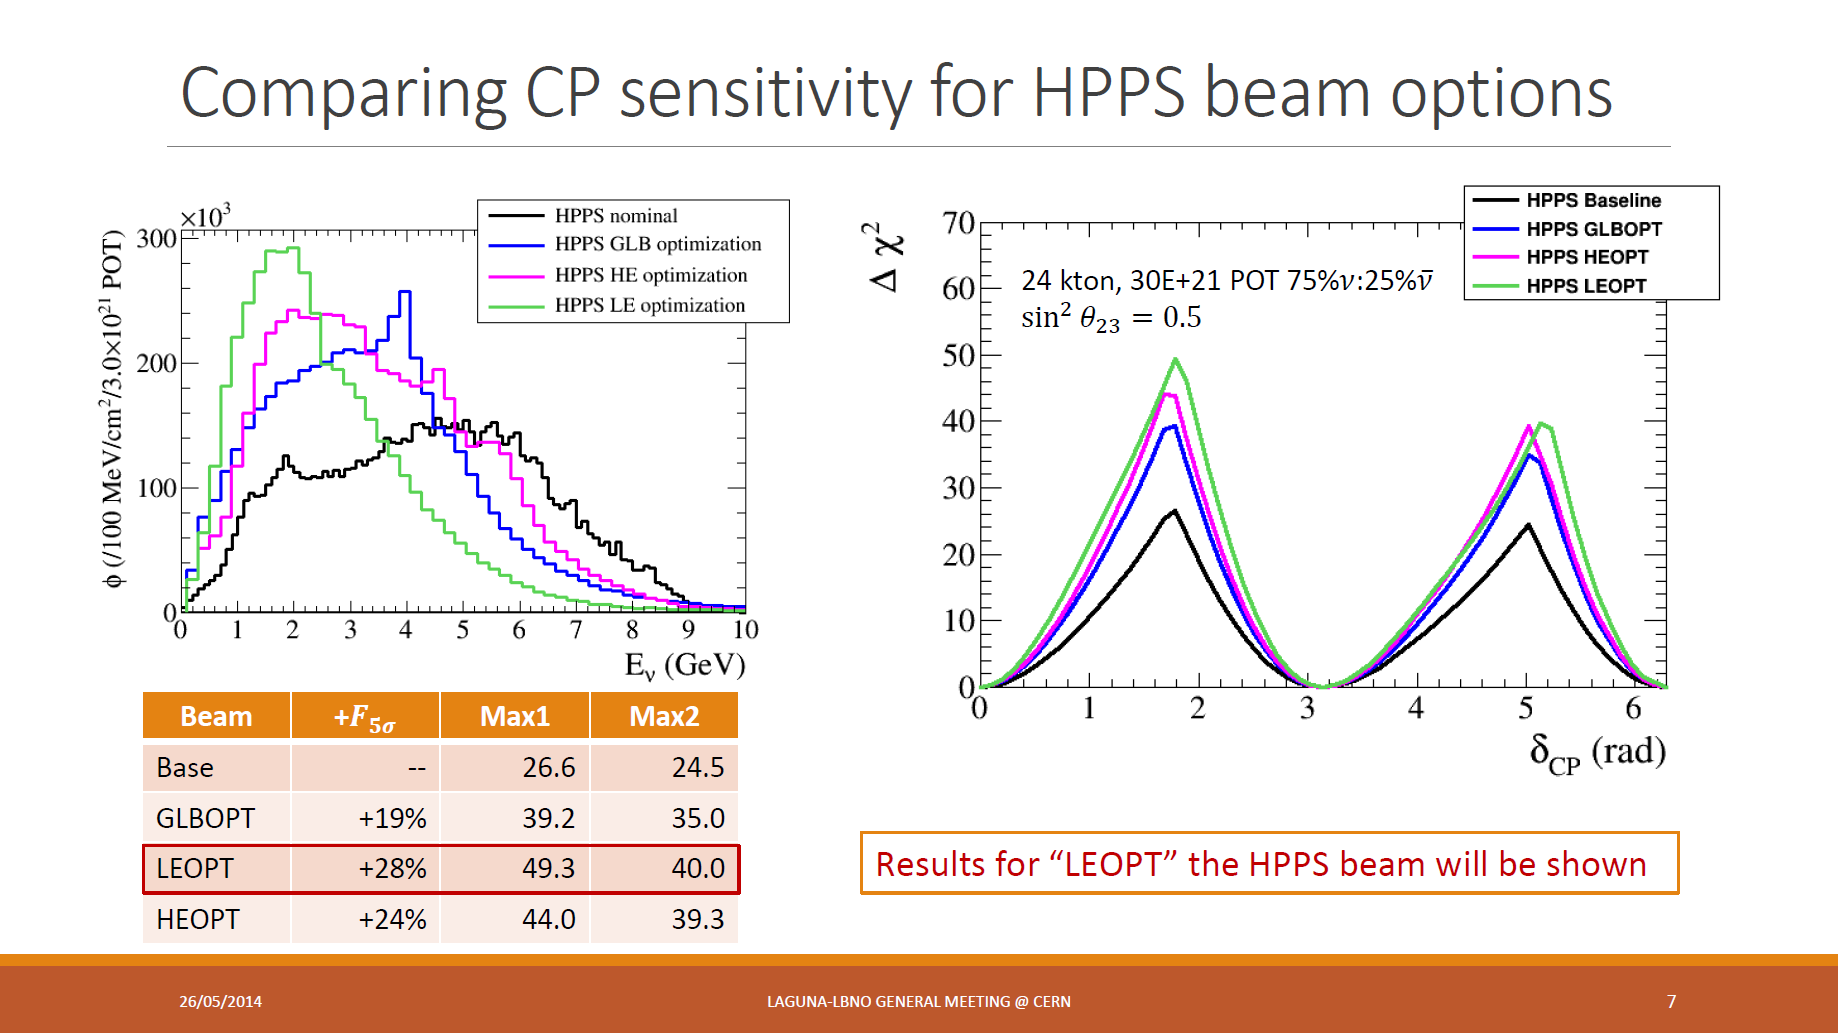 Comparing CP sensitivity for HPPS beam options
×10³
HPPS nominal
HPPS GLB optimization
HPPS HE optimization
HPPS LE optimization
ϕ (/100 MeV/cm²/3.0×10²¹ POT)
300
200
100
0
0 1 2 3 4 5 6 7 8 9 10
Eν (GeV)
HPPS Baseline
HPPS GLBOPT
HPPS HEOPT
HPPS LEOPT
Δ χ²
24 kton, 30E+21 POT 75%ν:25%ν̄
sin² θ₂₃ = 0.5
70
60
50
40
30
20
10
0
0 1 2 3 4 5 6
δCP (rad)
Beam +F5σ Max1 Max2
Base -- 26.6 24.5
GLBOPT +19% 39.2 35.0
LEOPT +28% 49.3 40.0
HEOPT +24% 44.0 39.3
Results for “LEOPT” the HPPS beam will be shown
26/05/2014 LAGUNA-LBNO GENERAL MEETING @ CERN 7